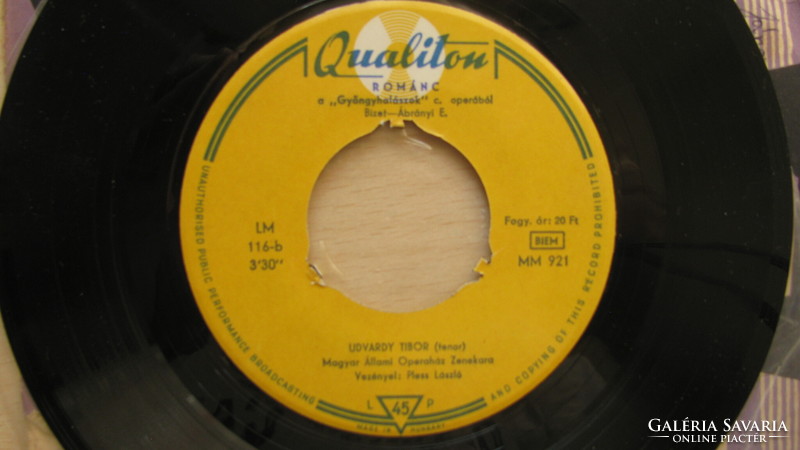 Qualiton
ROMÁNC
a „Gyöngyhalászok" c. operából
Bizet—Ábrányi E.
LM
116-b
3'30"
Fogy. ár: 20 Ft
BIEM
MM 921
UDVARDY TIBOR (tenor)
Magyar Állami Operaház Zenekara
Vezényel: Pless László
L 45 P
MADE IN HUNGARY
UNAUTHORISED PUBLIC PERFORMANCE BROADCASTING
AND COPYING OF THIS RECORD PROHIBITED
GALÉRIA SAVARIA
ONLINE PIACTÉR